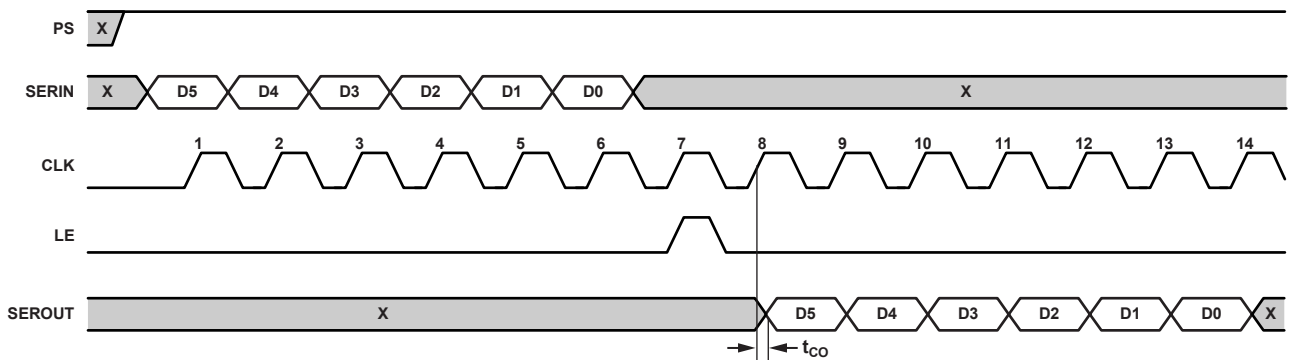 PS X
SERIN X D5 D4 D3 D2 D1 D0 X
CLK 1 2 3 4 5 6 7 8 9 10 11 12 13 14
LE
SEROUT X D5 D4 D3 D2 D1 D0 X
tCO